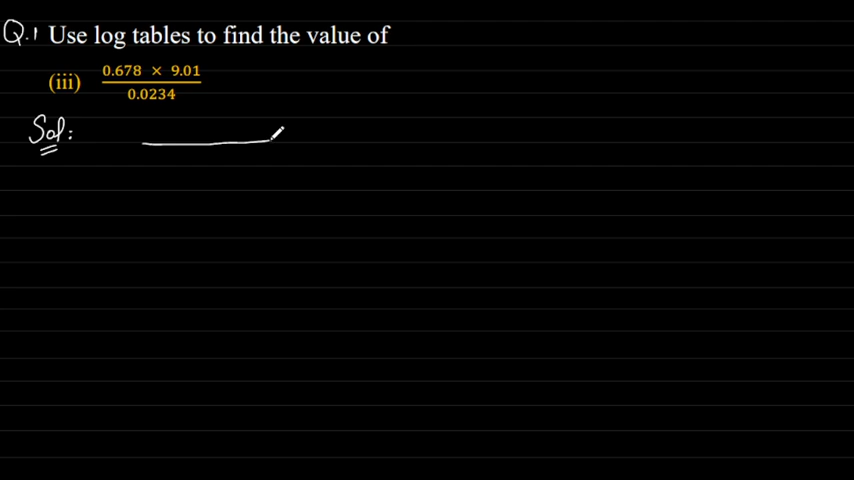 Q.1 Use log tables to find the value of
(iii) 0.678 × 9.01
0.0234
Sol: